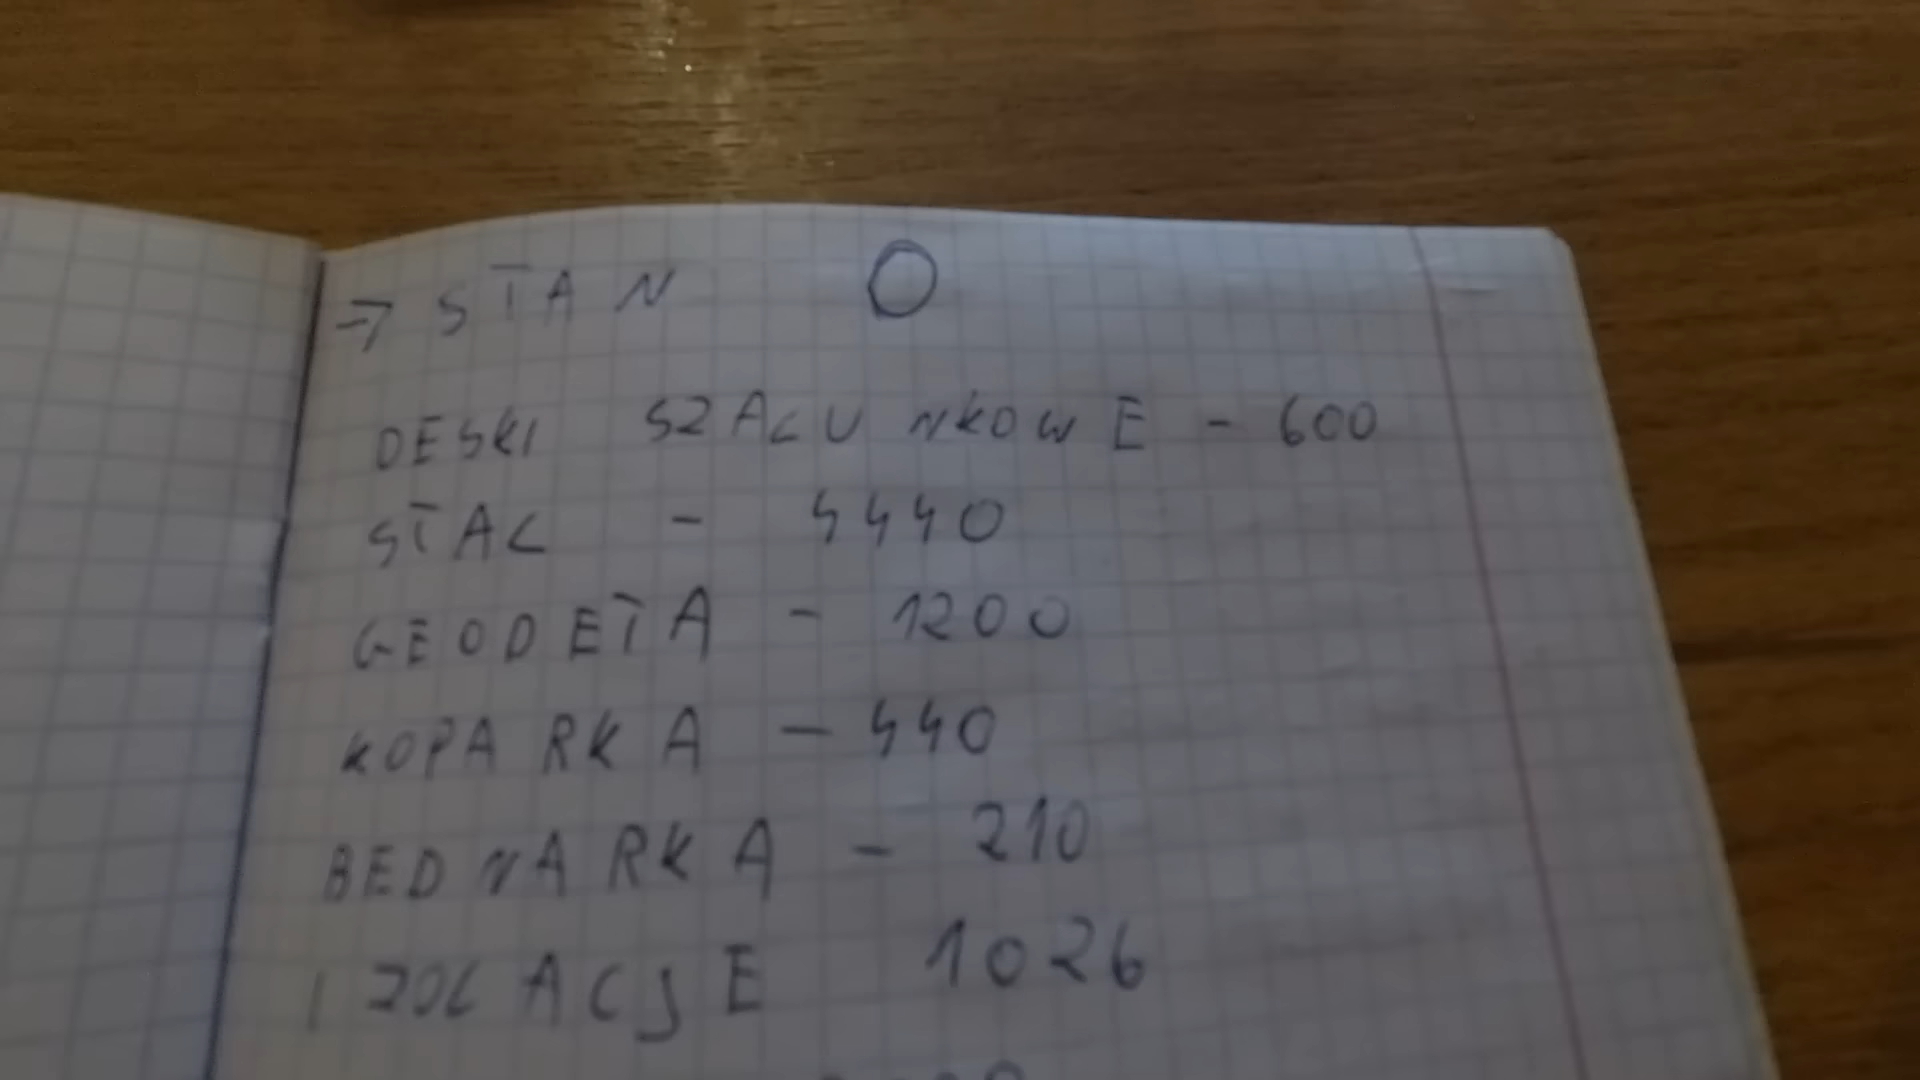 → STAN 0
DESKI SZALUNKOWE - 600
STAL - 4440
GEODETA - 1200
KOPARKA - 440
BEDNARKA - 210
IZOLACJE 1026